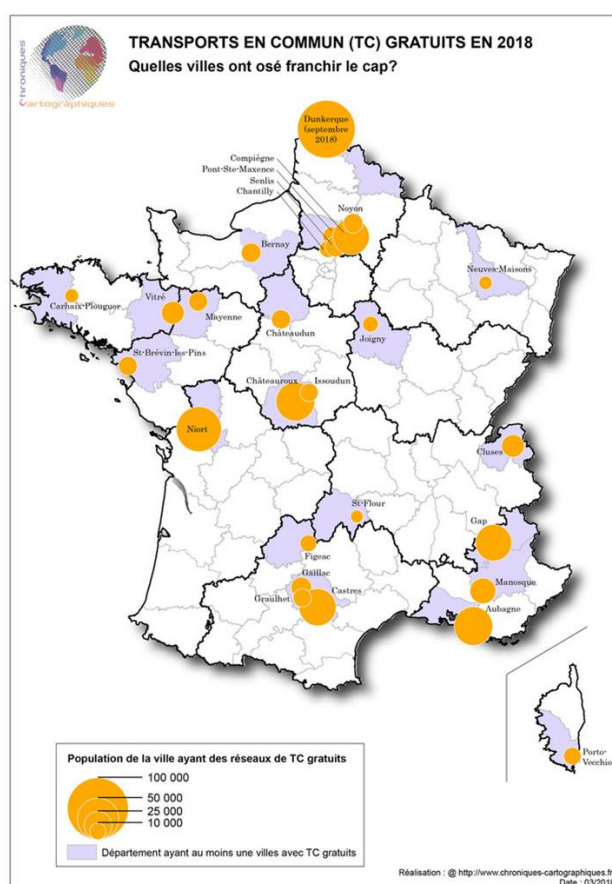 Chroniques
Cartographiques
TRANSPORTS EN COMMUN (TC) GRATUITS EN 2018
Quelles villes ont osé franchir le cap?
Dunkerque
(septembre
2018)
Compiègne
Pont-Ste-Maxence
Senlis
Chantilly
Noyon
Bernay
Neuves-Maisons
Carhaix-Plouguer
Vitré
Mayenne
Châteaudun
Joigny
St-Brévin-les-Pins
Châteauroux
Issoudun
Niort
Cluses
St-Flour
Gap
Figeac
Gaillac
Manosque
Graulhet
Castres
Aubagne
Porto-
Vecchio
Population de la ville ayant des réseaux de TC gratuits
100 000
50 000
25 000
10 000
Département ayant au moins une villes avec TC gratuits
Réalisation : @ http://www.chroniques-cartographiques.fr
Date : 03/2018